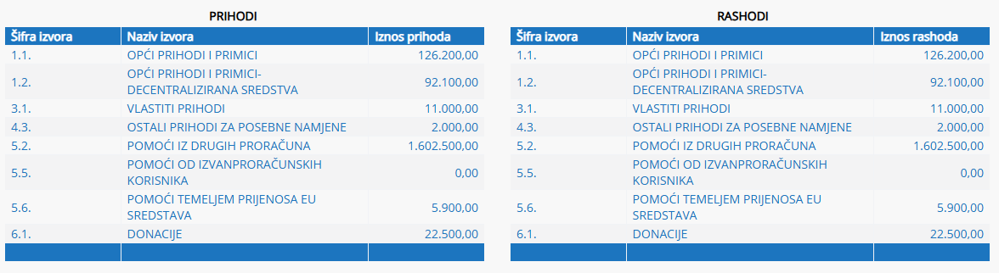 PRIHODI
Šifra izvora Naziv izvora Iznos prihoda
1.1. OPĆI PRIHODI I PRIMICI 126.200,00
1.2. OPĆI PRIHODI I PRIMICI-
DECENTRALIZIRANA SREDSTVA 92.100,00
3.1. VLASTITI PRIHODI 11.000,00
4.3. OSTALI PRIHODI ZA POSEBNE NAMJENE 2.000,00
5.2. POMOĆI IZ DRUGIH PRORAČUNA 1.602.500,00
5.5. POMOĆI OD IZVANPRORAČUNSKIH
KORISNIKA 0,00
5.6. POMOĆI TEMELJEM PRIJENOSA EU
SREDSTAVA 5.900,00
6.1. DONACIJE 22.500,00
RASHODI
Šifra izvora Naziv izvora Iznos rashoda
1.1. OPĆI PRIHODI I PRIMICI 126.200,00
1.2. OPĆI PRIHODI I PRIMICI-
DECENTRALIZIRANA SREDSTVA 92.100,00
3.1. VLASTITI PRIHODI 11.000,00
4.3. OSTALI PRIHODI ZA POSEBNE NAMJENE 2.000,00
5.2. POMOĆI IZ DRUGIH PRORAČUNA 1.602.500,00
5.5. POMOĆI OD IZVANPRORAČUNSKIH
KORISNIKA 0,00
5.6. POMOĆI TEMELJEM PRIJENOSA EU
SREDSTAVA 5.900,00
6.1. DONACIJE 22.500,00